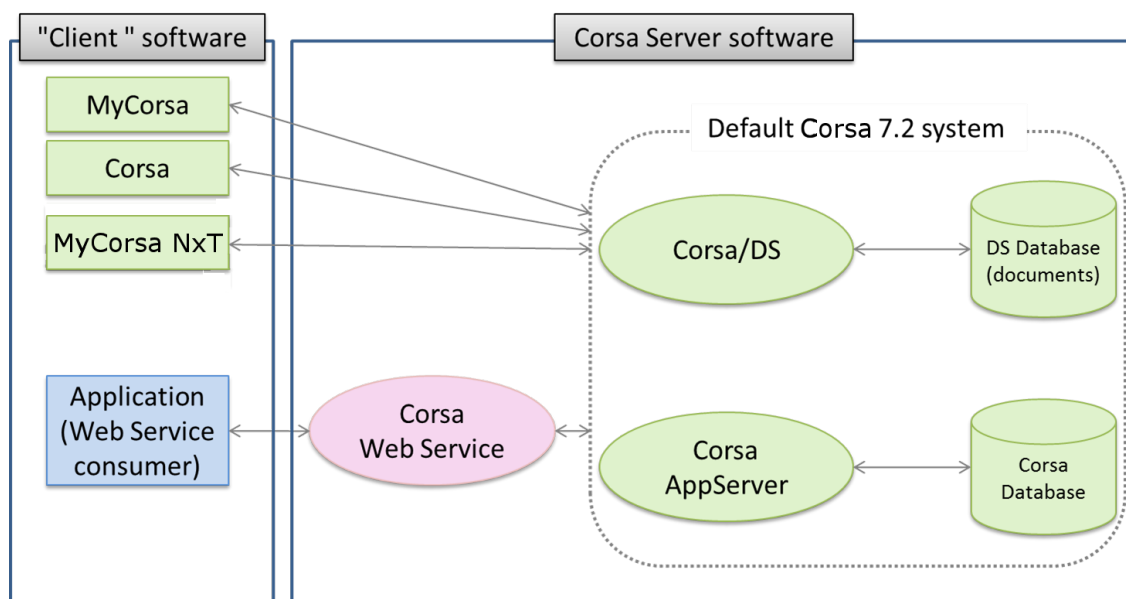 "Client " software
Corsa Server software
MyCorsa
Corsa
MyCorsa NxT
Default Corsa 7.2 system
Corsa/DS
DS Database
(documents)
Application
(Web Service
consumer)
Corsa
Web Service
Corsa
AppServer
Corsa
Database